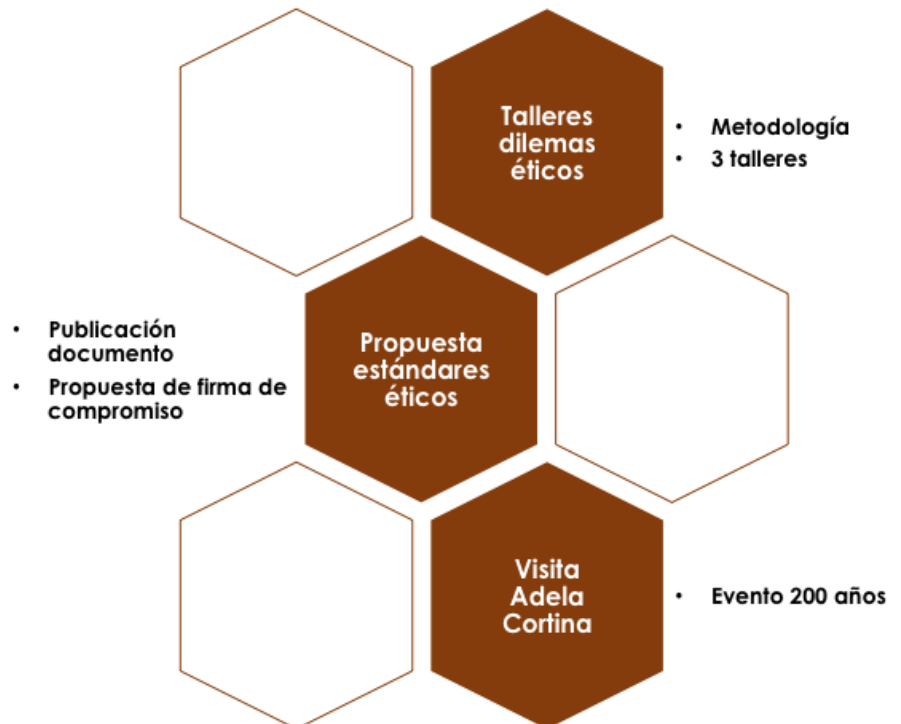 Talleres
dilemas
éticos
• Metodología
• 3 talleres
Propuesta
estándares
éticos
• Publicación
documento
• Propuesta de firma de
compromiso
Visita
Adela
Cortina
• Evento 200 años